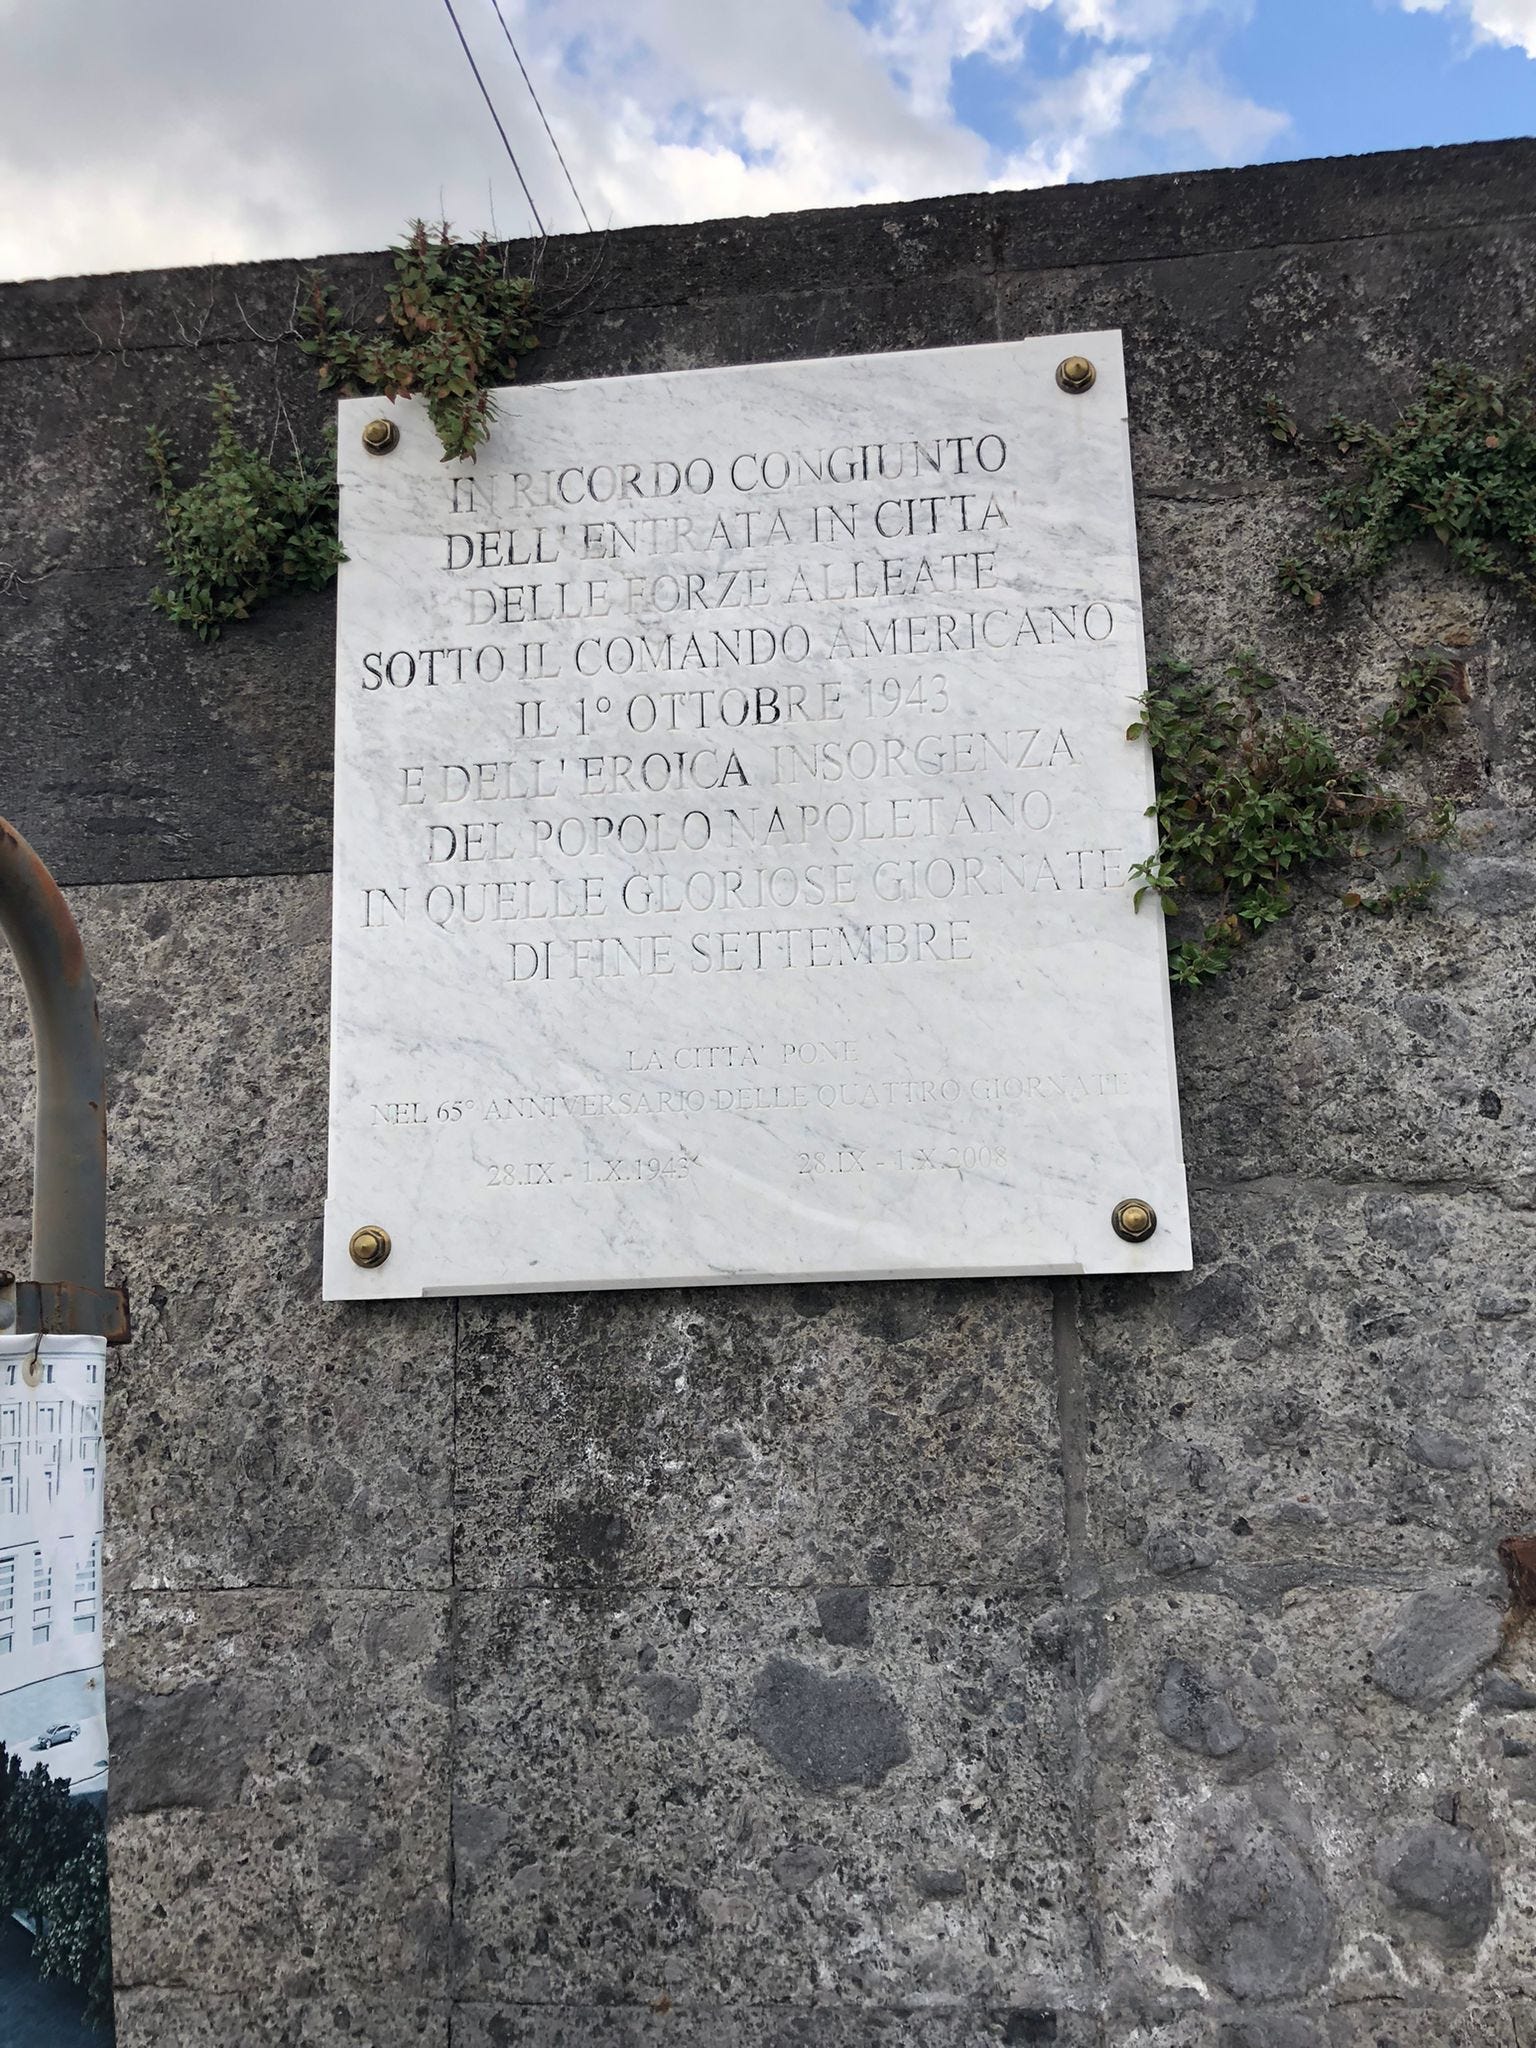 IN RICORDO CONGIUNTO
DELL' ENTRATA IN CITTA'
DELLE FORZE ALLEATE
SOTTO IL COMANDO AMERICANO
IL 1° OTTOBRE 1943
E DELL' EROICA INSORGENZA
DEL POPOLO NAPOLETANO
IN QUELLE GLORIOSE GIORNATE
DI FINE SETTEMBRE
LA CITTA' PONE
NEL 65° ANNIVERSARIO DELLE QUATTRO GIORNATE
28.IX - 1.X.1943 28.IX - 1.X.2008